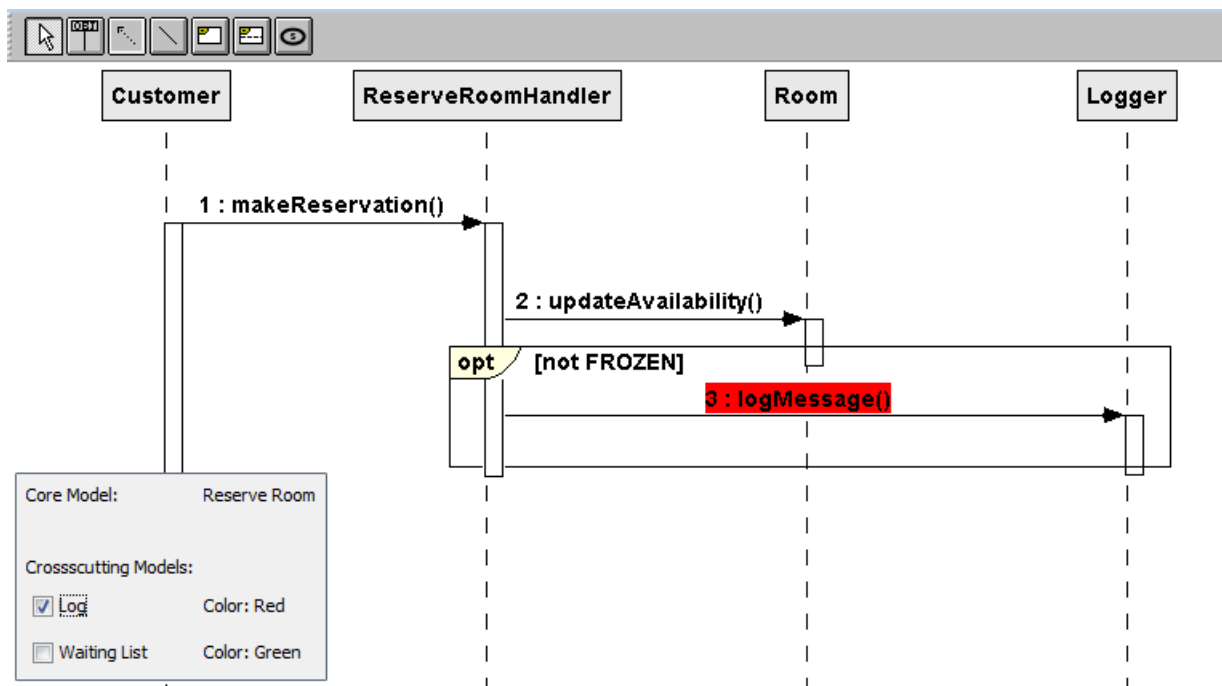 OBJ
Customer
ReserveRoomHandler
Room
Logger
1 : makeReservation()
2 : updateAvailability()
opt [not FROZEN]
3 : logMessage()
Core Model: Reserve Room
Crossscutting Models:
Log Color: Red
Waiting List Color: Green